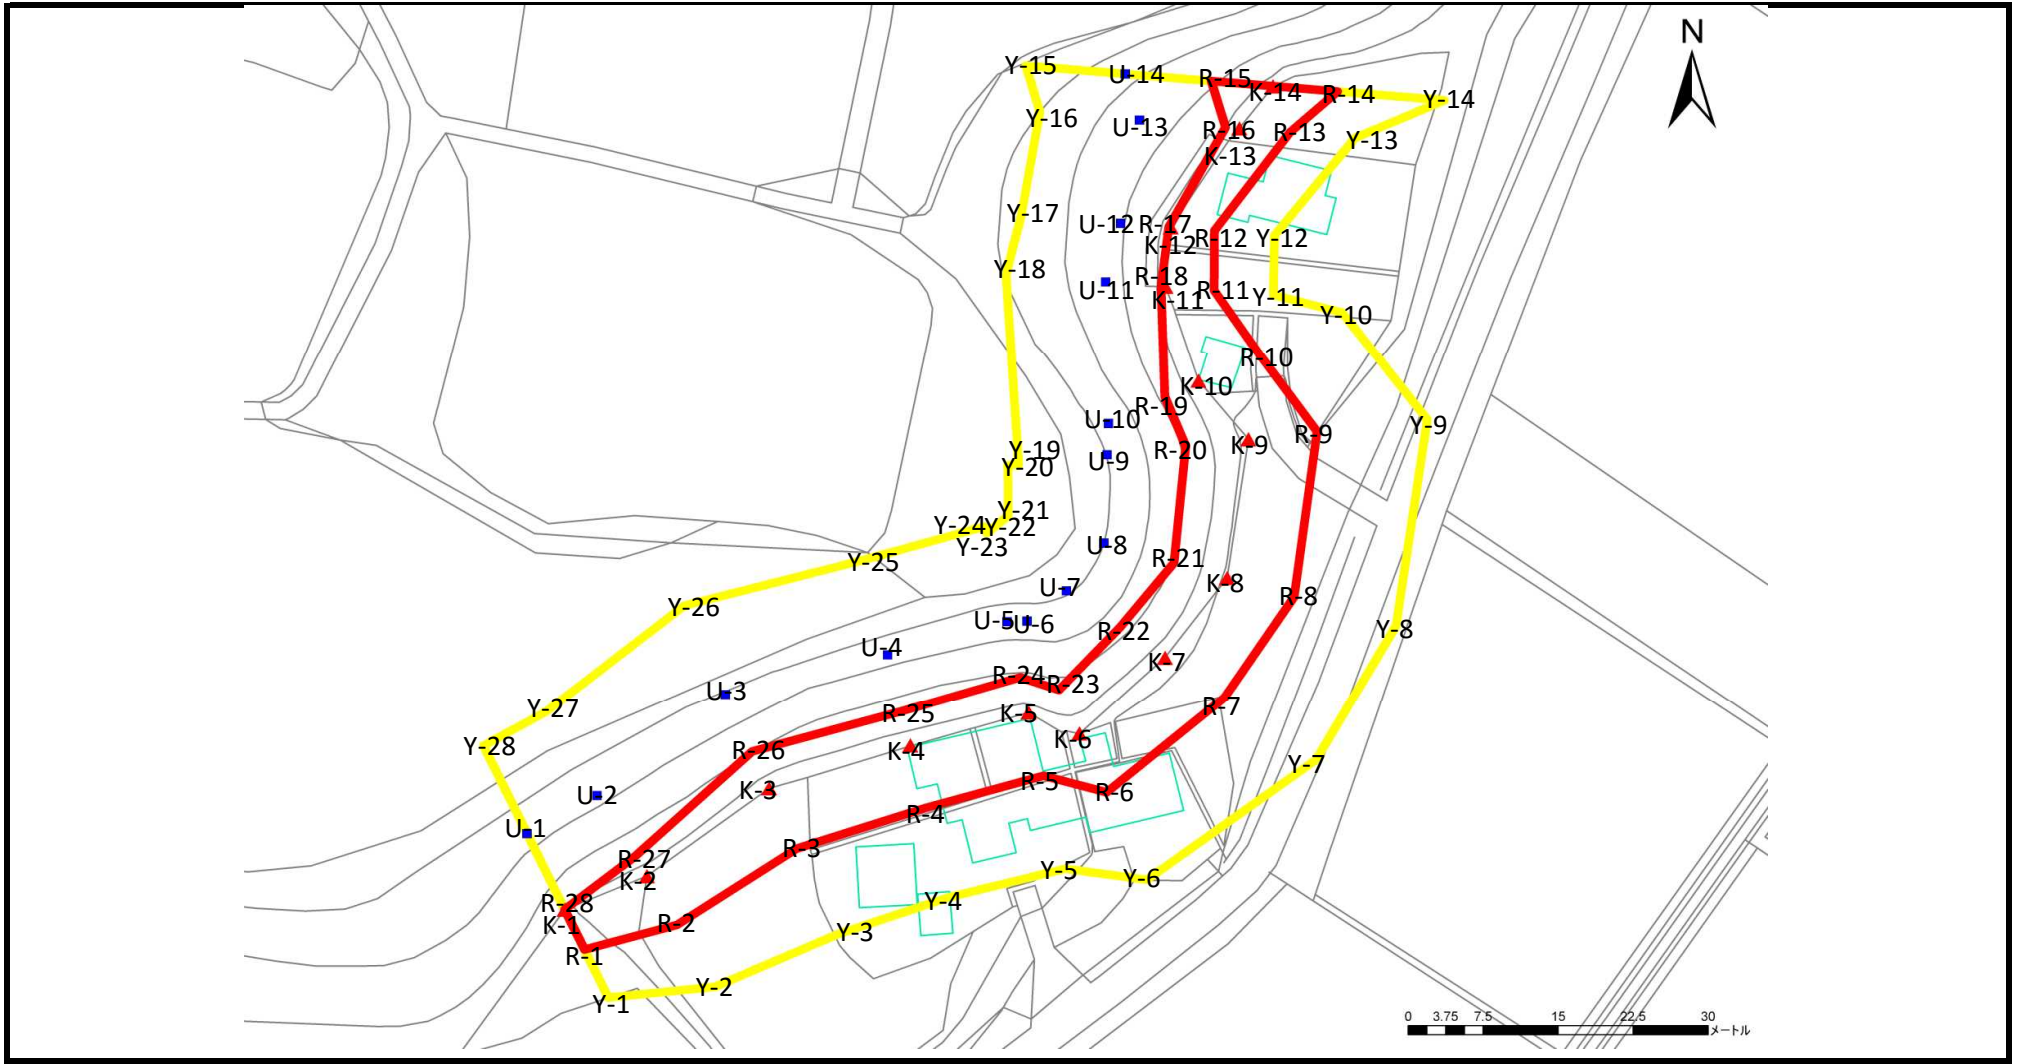 N
Y-15
U-14
R-15
K-14
R-14
Y-14
Y-16
U-13
R-16
R-13
Y-13
K-13
Y-17
U-12
R-17
R-12
Y-12
K-12
Y-18
R-18
U-11
K-11
R-11
Y-11
Y-10
R-10
K-10
R-19
U-10
Y-9
R-9
K-9
Y-19
R-20
U-9
Y-20
Y-21
Y-24
Y-22
Y-23
U-8
R-21
Y-25
K-8
U-7
R-8
Y-26
U-5
U-6
R-22
Y-8
U-4
K-7
R-24
R-23
U-3
R-7
Y-27
R-25
K-5
K-6
Y-28
R-26
K-4
Y-7
R-5
K-3
R-6
U-2
R-4
U-1
R-3
R-27
Y-5
K-2
Y-6
R-28
Y-4
K-1
R-2
Y-3
R-1
Y-2
Y-1
0 3.75 7.5 15 22.5 30
メートル